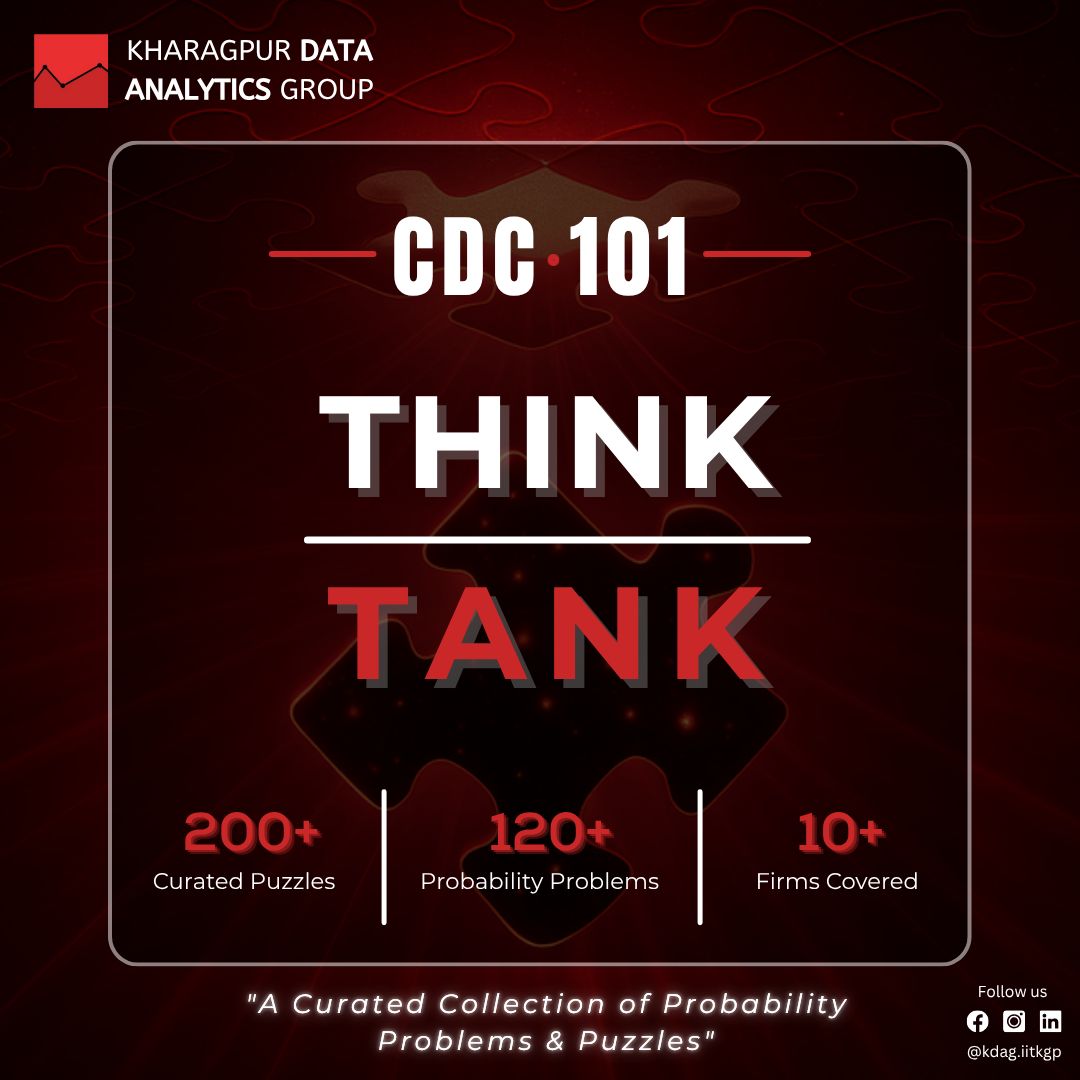 KHARAGPUR DATA
ANALYTICS GROUP
CDC·101
THINK
TANK
200+
Curated Puzzles
120+
Probability Problems
10+
Firms Covered
"A Curated Collection of Probability
Problems & Puzzles"
Follow us
@kdag.iitkgp